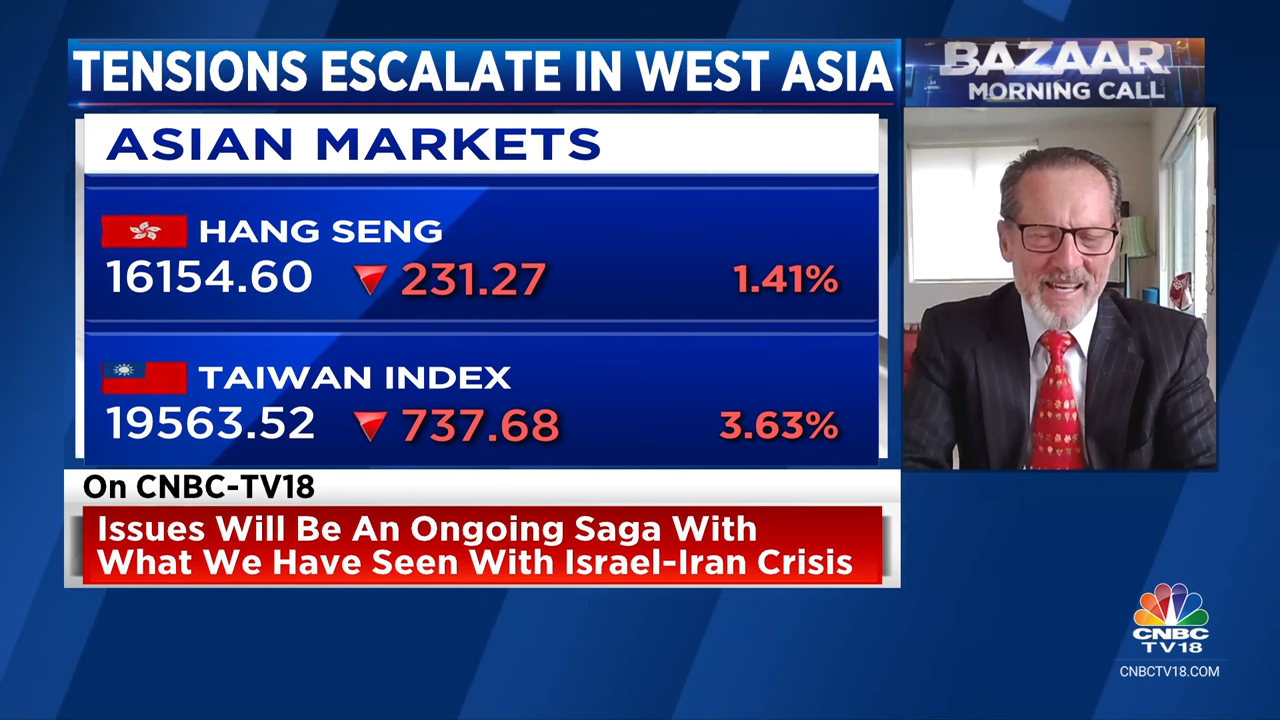 TENSIONS ESCALATE IN WEST ASIA
BAZAAR
MORNING CALL
ASIAN MARKETS
HANG SENG
16154.60 231.27 1.41%
TAIWAN INDEX
19563.52 737.68 3.63%
On CNBC-TV18
Issues Will Be An Ongoing Saga With
What We Have Seen With Israel-Iran Crisis
CNBC
TV18
CNBCTV18.COM